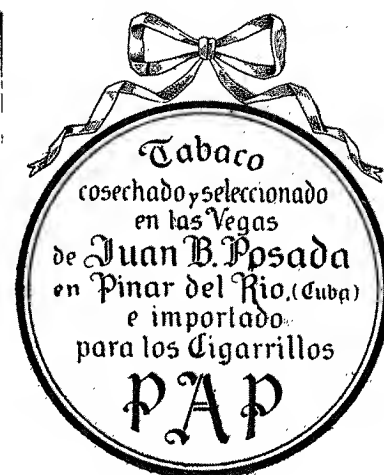 Tabaco
cosechado y seleccionado
en las Vegas
de Juan B. Posada
en Pinar del Rio, (Cuba)
e importado
para los Cigarrillos
PAP